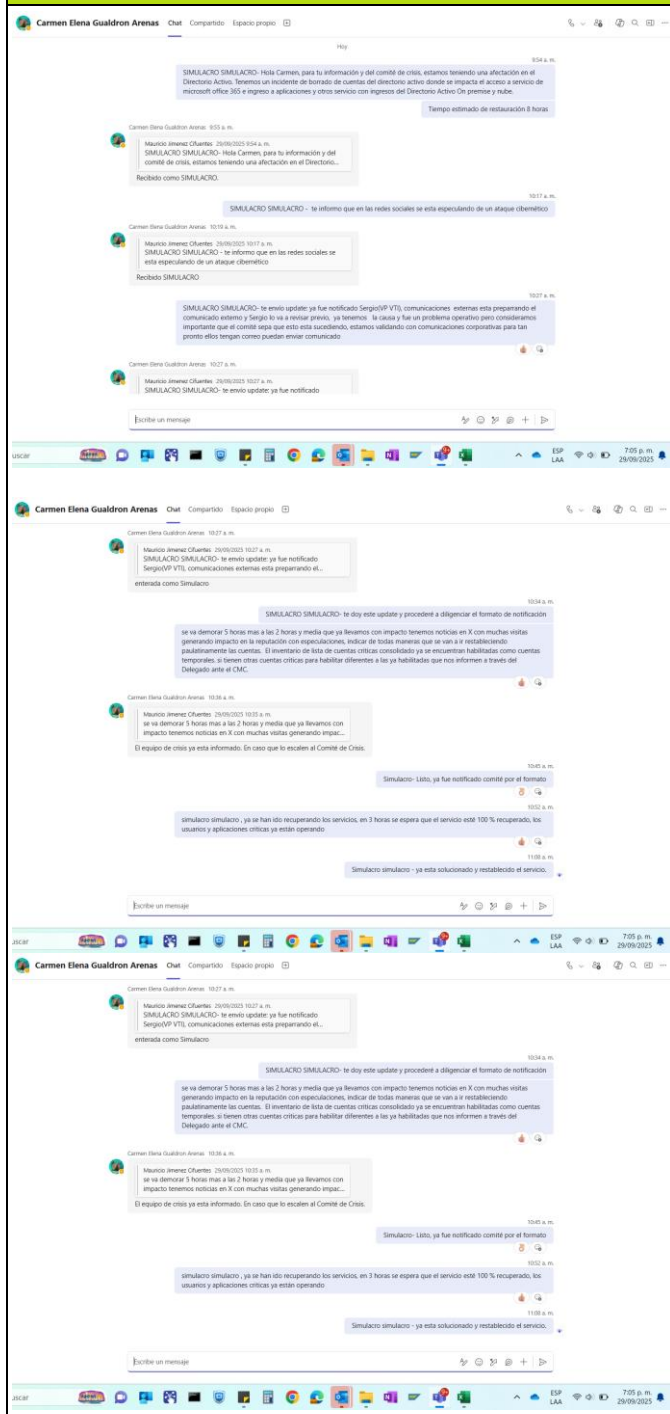 Carmen Elena Gualdron Arenas Chat Compartido Espacio propio
Hoy
9:54 a. m.
SIMULACRO SIMULACRO- Hola Carmen, para tu información y del comité de crisis, estamos teniendo una afectación en el
Directorio Activo. Tenemos un incidente de borrado de cuentas del directorio activo donde se impacta el acceso a servicio de
microsoft office 365 e ingreso a aplicaciones y otros servicio con ingresos del Directorio Activo On premise y nube.
Tiempo estimado de restauración 8 horas
Carmen Elena Gualdron Arenas 9:55 a. m.
Mauricio Jimenez Cifuentes 29/09/2025 9:54 a. m.
SIMULACRO SIMULACRO- Hola Carmen, para tu información y del
comité de crisis, estamos teniendo una afectación en el Directorio...
Recibido como SIMULACRO.
10:17 a. m.
SIMULACRO SIMULACRO - te informo que en las redes sociales se esta especulando de un ataque cibernético
Carmen Elena Gualdron Arenas 10:19 a. m.
Mauricio Jimenez Cifuentes 29/09/2025 10:17 a. m.
SIMULACRO SIMULACRO - te informo que en las redes sociales se
esta especulando de un ataque cibernético
Recibido SIMULACRO
10:27 a. m.
SIMULACRO SIMULACRO- te envío update: ya fue notificado Sergio(VP VTI), comunicaciones externas esta preparrando el
comunicado externo y Sergio lo va a revisar previo, ya tenemos la causa y fue un problema operativo pero consideramos
importante que el comité sepa que esto esta sucediendo, estamos validando con comunicaciones corporativas para tan
pronto ellos tengan correo puedan enviar comunicado
Carmen Elena Gualdron Arenas 10:27 a. m.
Mauricio Jimenez Cifuentes 29/09/2025 10:27 a. m.
SIMULACRO SIMULACRO- te envío update: ya fue notificado
Escribe un mensaje
uscar
ESP
LAA
7:05 p. m.
29/09/2025
Carmen Elena Gualdron Arenas Chat Compartido Espacio propio
Carmen Elena Gualdron Arenas 10:27 a. m.
Mauricio Jimenez Cifuentes 29/09/2025 10:27 a. m.
SIMULACRO SIMULACRO- te envío update: ya fue notificado
Sergio(VP VTI), comunicaciones externas esta preparrando el...
enterada como Simulacro
10:34 a. m.
SIMULACRO SIMULACRO- te doy este update y procederé a diligenciar el formato de notificación
se va demorar 5 horas mas a las 2 horas y media que ya llevamos con impacto tenemos noticias en X con muchas visitas
generando impacto en la reputación con especulaciones, indicar de todas maneras que se van a ir restableciendo
paulatinamente las cuentas. El inventario de lista de cuentas criticas consolidado ya se encuentran habilitadas como cuentas
temporales. si tienen otras cuentas criticas para habilitar diferentes a las ya habilitadas que nos informen a través del
Delegado ante el CMC.
Carmen Elena Gualdron Arenas 10:36 a. m.
Mauricio Jimenez Cifuentes 29/09/2025 10:35 a. m.
se va demorar 5 horas mas a las 2 horas y media que ya llevamos con
impacto tenemos noticias en X con muchas visitas generando impac...
El equipo de crisis ya esta informado. En caso que lo escalen al Comité de Crisis.
10:45 a. m.
Simulacro- Listo, ya fue notificado comité por el formato
10:52 a. m.
simulacro simulacro , ya se han ido recuperando los servicios, en 3 horas se espera que el servicio esté 100 % recuperado, los
usuarios y aplicaciones criticas ya están operando
11:08 a. m.
Simulacro simulacro - ya esta solucionado y restablecido el servicio.
Escribe un mensaje
uscar
ESP
LAA
7:05 p. m.
29/09/2025
Carmen Elena Gualdron Arenas Chat Compartido Espacio propio
Carmen Elena Gualdron Arenas 10:27 a. m.
Mauricio Jimenez Cifuentes 29/09/2025 10:27 a. m.
SIMULACRO SIMULACRO- te envío update: ya fue notificado
Sergio(VP VTI), comunicaciones externas esta preparrando el...
enterada como Simulacro
10:34 a. m.
SIMULACRO SIMULACRO- te doy este update y procederé a diligenciar el formato de notificación
se va demorar 5 horas mas a las 2 horas y media que ya llevamos con impacto tenemos noticias en X con muchas visitas
generando impacto en la reputación con especulaciones, indicar de todas maneras que se van a ir restableciendo
paulatinamente las cuentas. El inventario de lista de cuentas criticas consolidado ya se encuentran habilitadas como cuentas
temporales. si tienen otras cuentas criticas para habilitar diferentes a las ya habilitadas que nos informen a través del
Delegado ante el CMC.
Carmen Elena Gualdron Arenas 10:36 a. m.
Mauricio Jimenez Cifuentes 29/09/2025 10:35 a. m.
se va demorar 5 horas mas a las 2 horas y media que ya llevamos con
impacto tenemos noticias en X con muchas visitas generando impac...
El equipo de crisis ya esta informado. En caso que lo escalen al Comité de Crisis.
10:45 a. m.
Simulacro- Listo, ya fue notificado comité por el formato
10:52 a. m.
simulacro simulacro , ya se han ido recuperando los servicios, en 3 horas se espera que el servicio esté 100 % recuperado, los
usuarios y aplicaciones criticas ya están operando
11:08 a. m.
Simulacro simulacro - ya esta solucionado y restablecido el servicio.
Escribe un mensaje
uscar
ESP
LAA
7:05 p. m.
29/09/2025